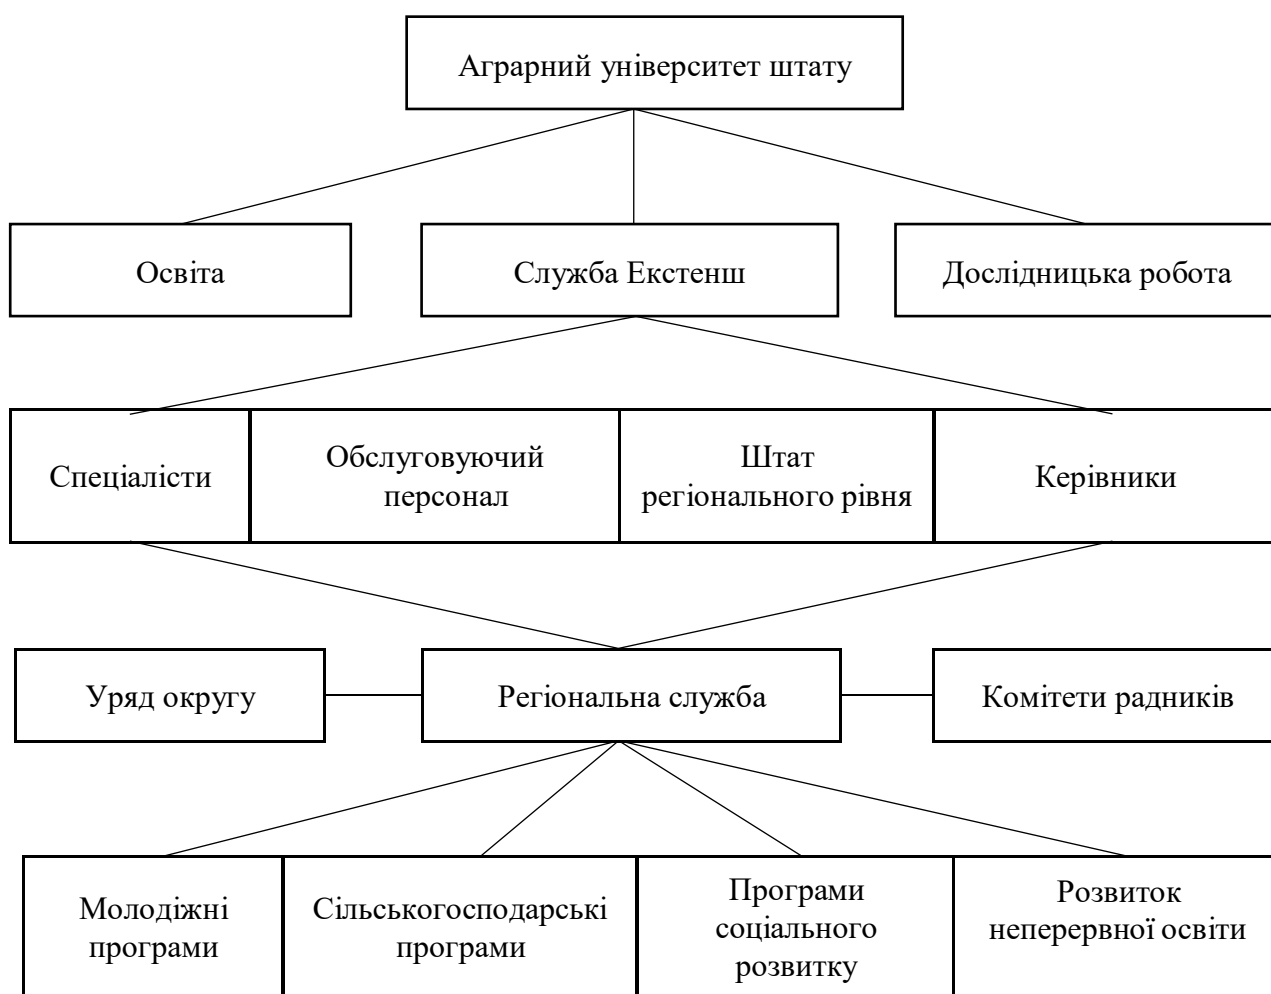 Аграрний університет штату
Освіта
Служба Екстенш
Дослідницька робота
Спеціалісти
Обслуговуючий
персонал
Штат
регіонального рівня
Керівники
Уряд округу
Регіональна служба
Комітети радників
Молодіжні
програми
Сільськогосподарські
програми
Програми
соціального
розвитку
Розвиток
неперервної освіти